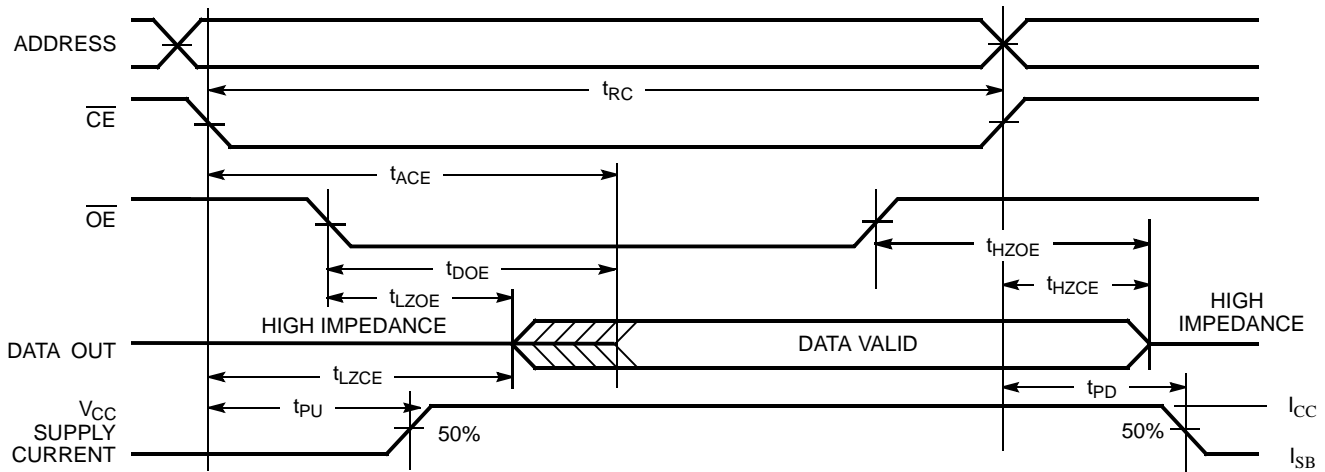 ADDRESS
tRC
CE
tACE
OE
tHZOE
tDOE
tHZCE
tLZOE
HIGH IMPEDANCE
HIGH
IMPEDANCE
DATA OUT
DATA VALID
tLZCE
tPD
VCC
SUPPLY
CURRENT
tPU
50%
50%
ICC
ISB